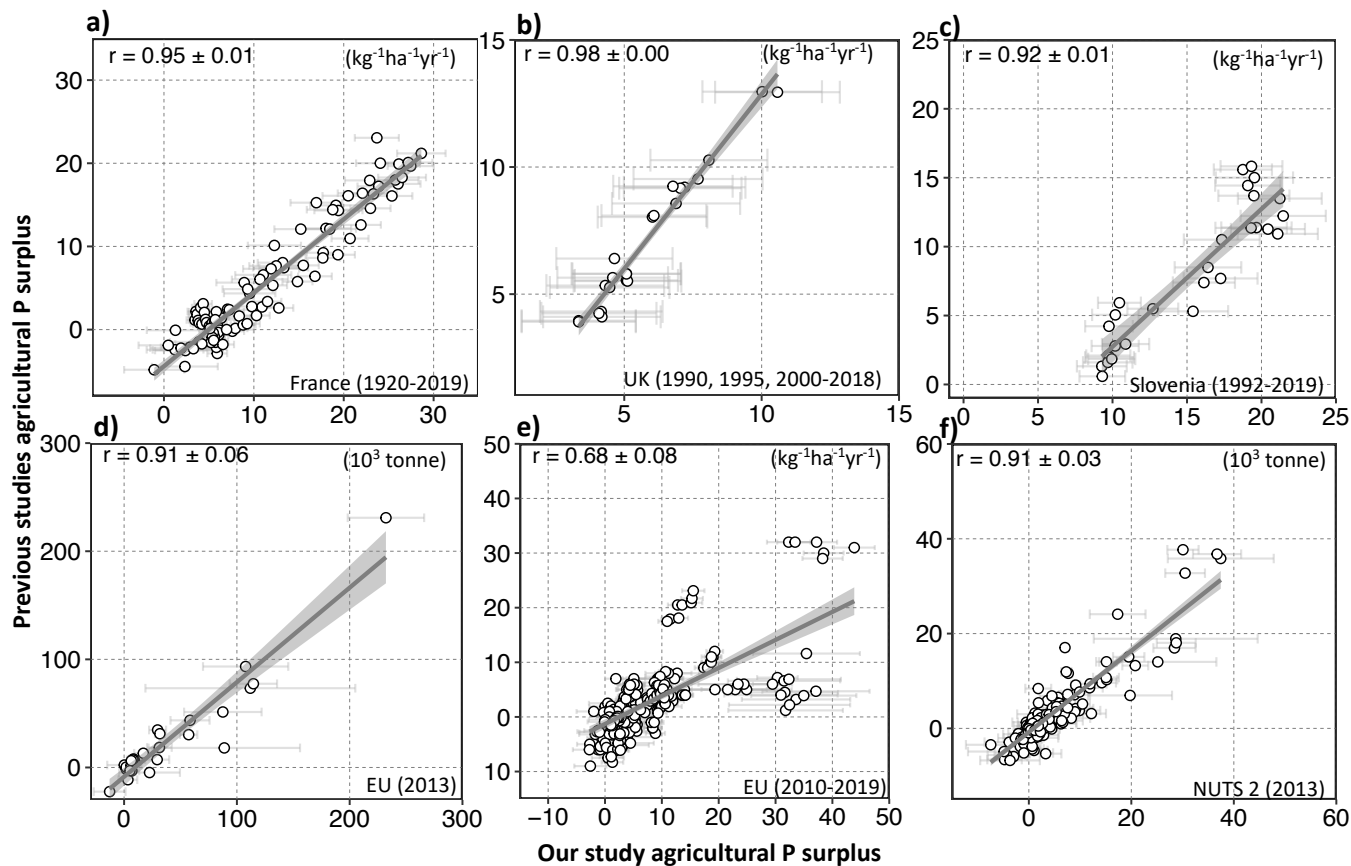 a)
r = 0.95 ± 0.01
(kg⁻¹ha⁻¹yr⁻¹)
30
20
10
0
France (1920-2019)
0 10 20 30
b)
r = 0.98 ± 0.00
(kg⁻¹ha⁻¹yr⁻¹)
15
10
5
UK (1990, 1995, 2000-2018)
5 10 15
c)
r = 0.92 ± 0.01
(kg⁻¹ha⁻¹yr⁻¹)
25
20
15
10
5
0
Slovenia (1992-2019)
0 5 10 15 20 25
Previous studies agricultural P surplus
d)
r = 0.91 ± 0.06
(10³ tonne)
300
200
100
0
EU (2013)
0 100 200 300
e)
r = 0.68 ± 0.08
(kg⁻¹ha⁻¹yr⁻¹)
50
40
30
20
10
0
10
EU (2010-2019)
−10 0 10 20 30 40 50
f)
r = 0.91 ± 0.03
(10³ tonne)
60
40
20
0
NUTS 2 (2013)
0 20 40 60
Our study agricultural P surplus